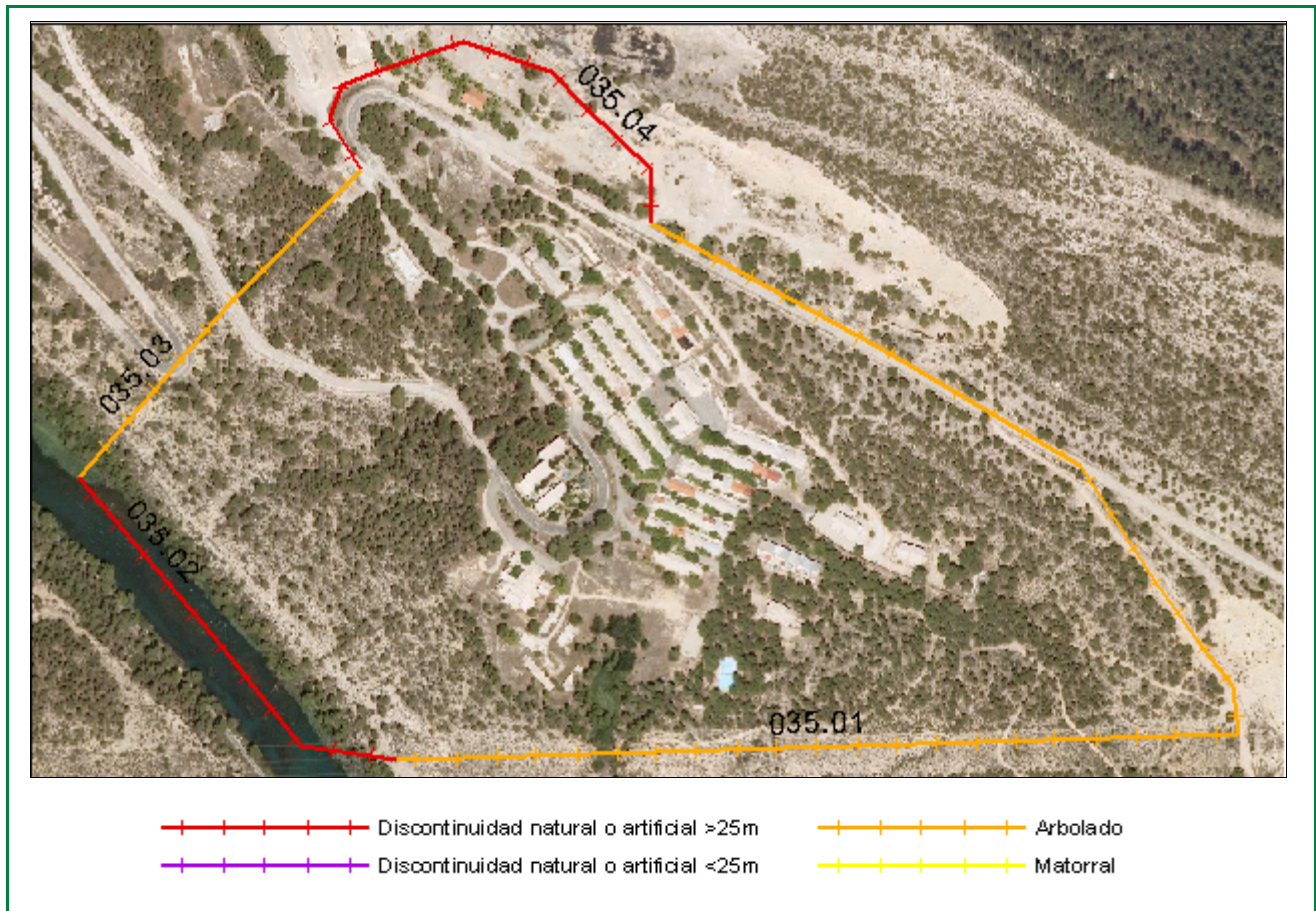 035.04
035.03
035.02
035.01
Discontinuidad natural o artificial >25m
Arbolado
Discontinuidad natural o artificial <25m
Matorral